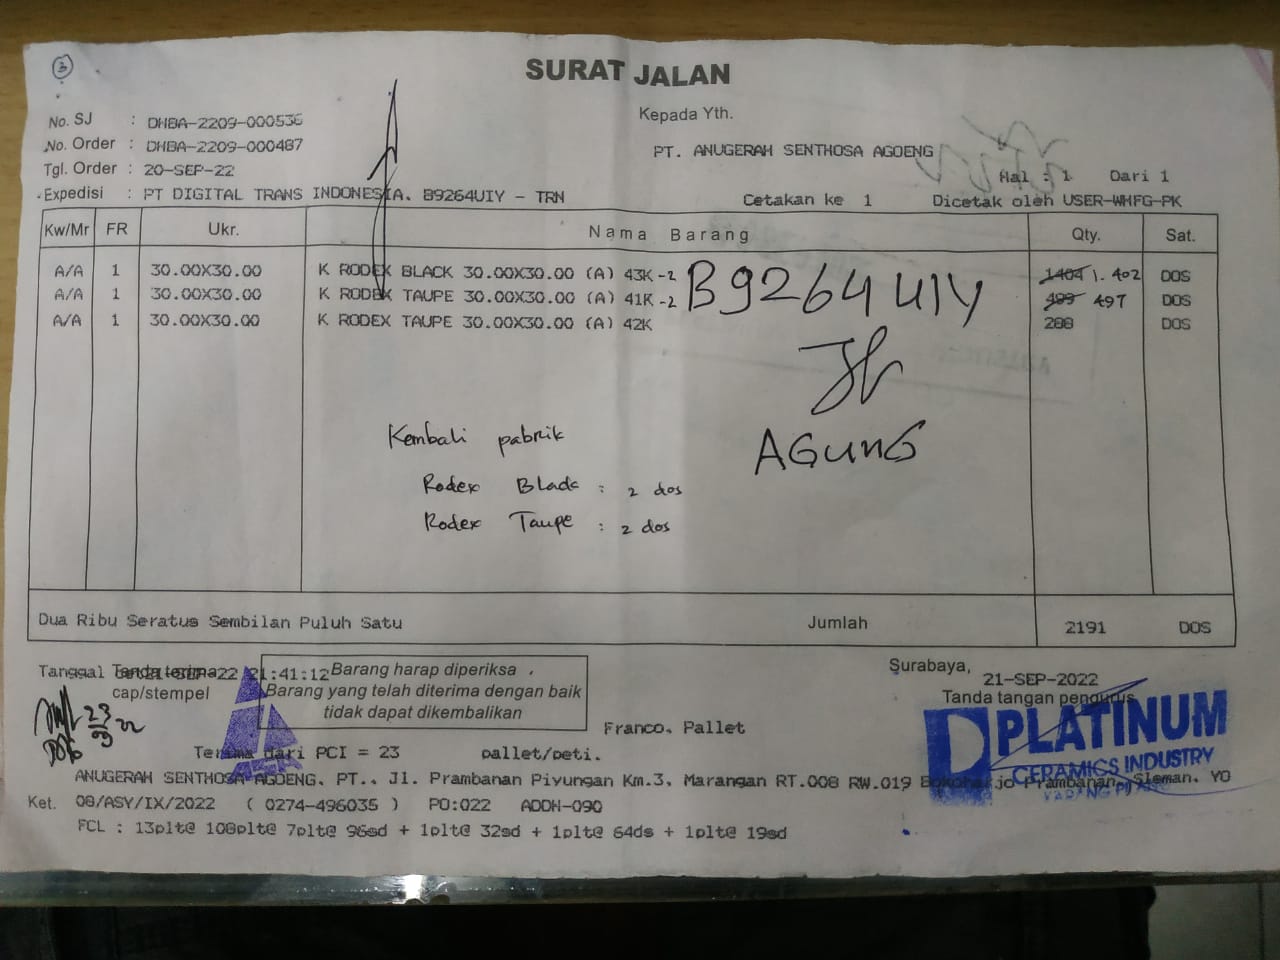 3
SURAT JALAN
No. SJ : DHBA-2209-000536
No. Order : DHBA-2209-000487
Tgl. Order : 20-SEP-22
Expedisi : PT DIGITAL TRANS INDONESIA. B9264UIY - TRN
Kepada Yth.
PT. ANUGERAH SENTHOSA AGOENG
Hal : 1 Dari 1
Cetakan ke 1 Dicetak oleh USER-WHFG-PK
Kw/Mr FR Ukr. Nama Barang Qty. Sat.
A/A 1 30.00X30.00 K RODEX BLACK 30.00X30.00 (A) 43K -2 1404 1.402 DOS
A/A 1 30.00X30.00 K RODEX TAUPE 30.00X30.00 (A) 41K -2 499 497 DOS
A/A 1 30.00X30.00 K RODEX TAUPE 30.00X30.00 (A) 42K 288 DOS
B9264 UIY
AGUNG
Kembali pabrik
Rodex Black : 2 dos
Rodex Taupe : 2 dos
Dua Ribu Seratus Sembilan Puluh Satu Jumlah 2191 DOS
Tanggal 21-SEP-22 21:41:12
Tanda terima
cap/stempel
23/09 22
Barang harap diperiksa
Barang yang telah diterima dengan baik
tidak dapat dikembalikan
Surabaya,
21-SEP-2022
Tanda tangan pengurus
Franco. Pallet
PLATINUM
CERAMICS INDUSTRY
Terima dari PCI = 23 pallet/peti.
ANUGERAH SENTHOSA AGOENG. PT.. Jl. Prambanan Piyungan Km.3. Marangan RT.008 RW.019 Bokoharjo Prambanan. Sleman. YO
Ket. 08/ASY/IX/2022 ( 0274-496035 ) PO:022 ADDH-090
FCL : 13plt@ 108plt@ 7plt@ 96sd + 1plt@ 32sd + 1plt@ 64ds + 1plt@ 19sd